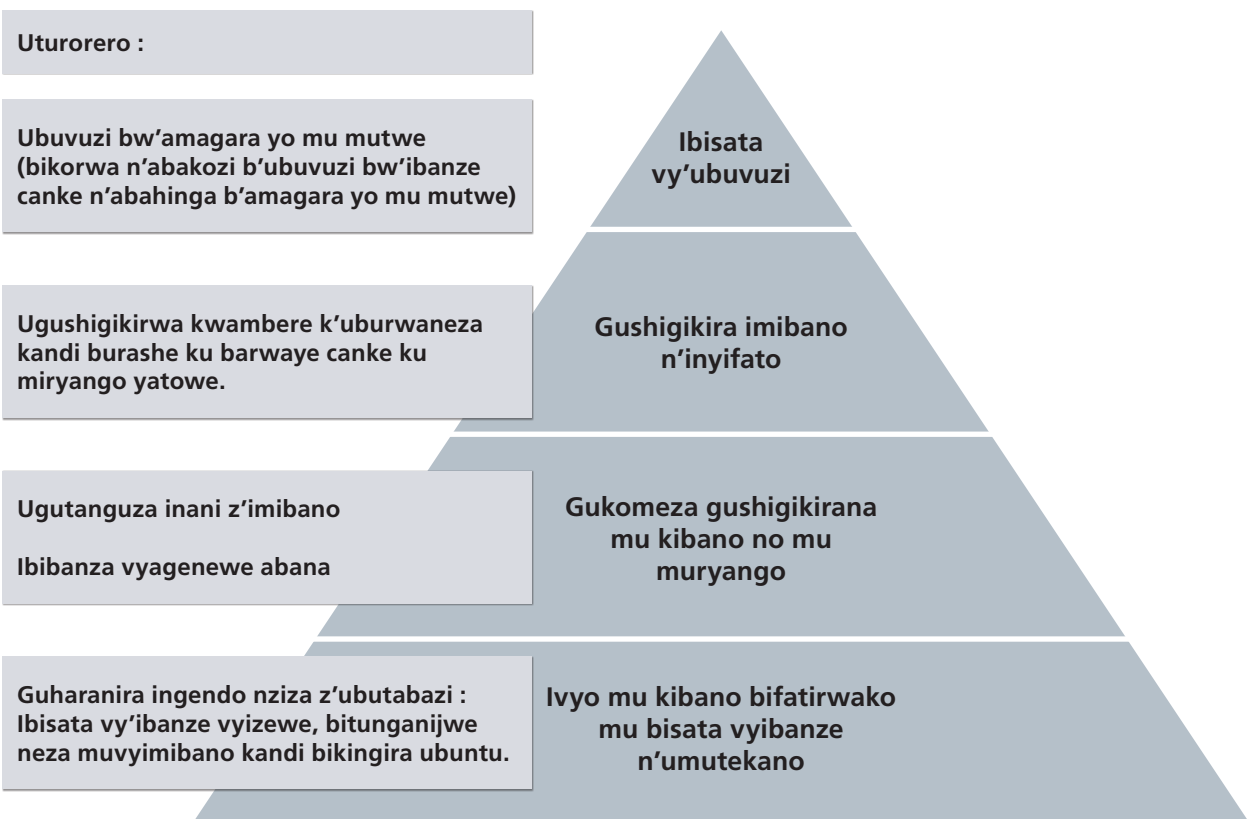 Uturorero :
Ubuvuzi bw’amagara yo mu mutwe
(bikorwa n’abakozi b’ubuvuzi bw’ibanze
canke n’abahinga b’amagara yo mu mutwe)
Ibisata
vy’ubuvuzi
Ugushigikirwa kwambere k’uburwaneza
kandi burashe ku barwaye canke ku
miryango yatowe.
Gushigikira imibano
n’inyifato
Ugutanguza inani z’imibano
Ibibanza vyagenewe abana
Gukomeza gushigikirana
mu kibano no mu
muryango
Guharanira ingendo nziza z’ubutabazi :
Ibisata vy’ibanze vyizewe, bitunganijwe
neza muvyimibano kandi bikingira ubuntu.
Ivyo mu kibano bifatirwako
mu bisata vyibanze
n’umutekano